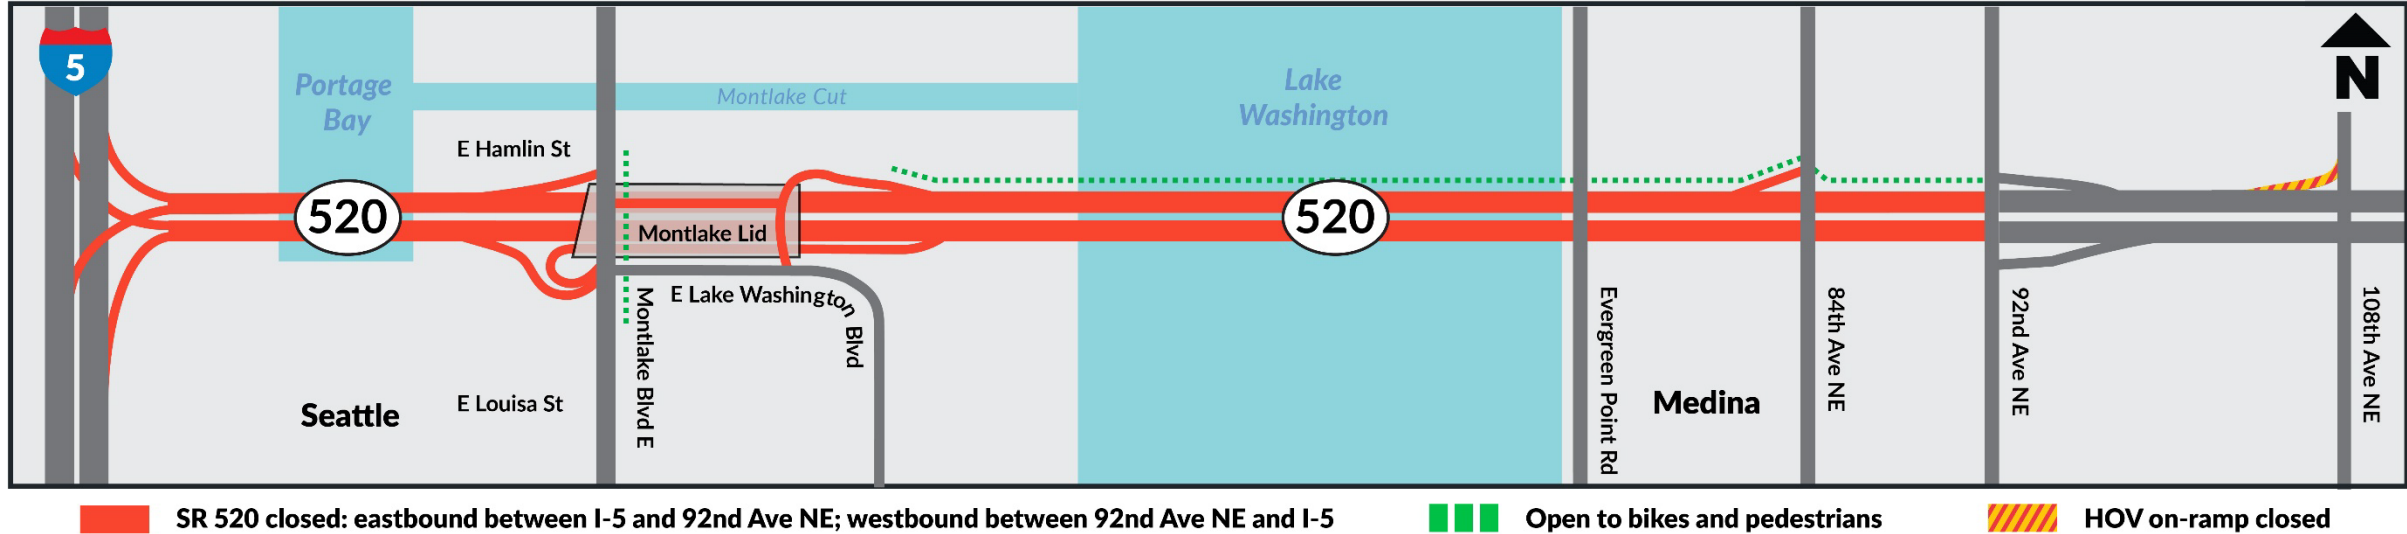 5
Portage
Bay
Montlake Cut
Lake
Washington
N
E Hamlin St
520
Montlake Lid
520
E Lake Washington Blvd
Montlake Blvd E
Evergreen Point Rd
84th Ave NE
92nd Ave NE
108th Ave NE
Seattle
E Louisa St
Medina
SR 520 closed: eastbound between I-5 and 92nd Ave NE; westbound between 92nd Ave NE and I-5
Open to bikes and pedestrians
HOV on-ramp closed